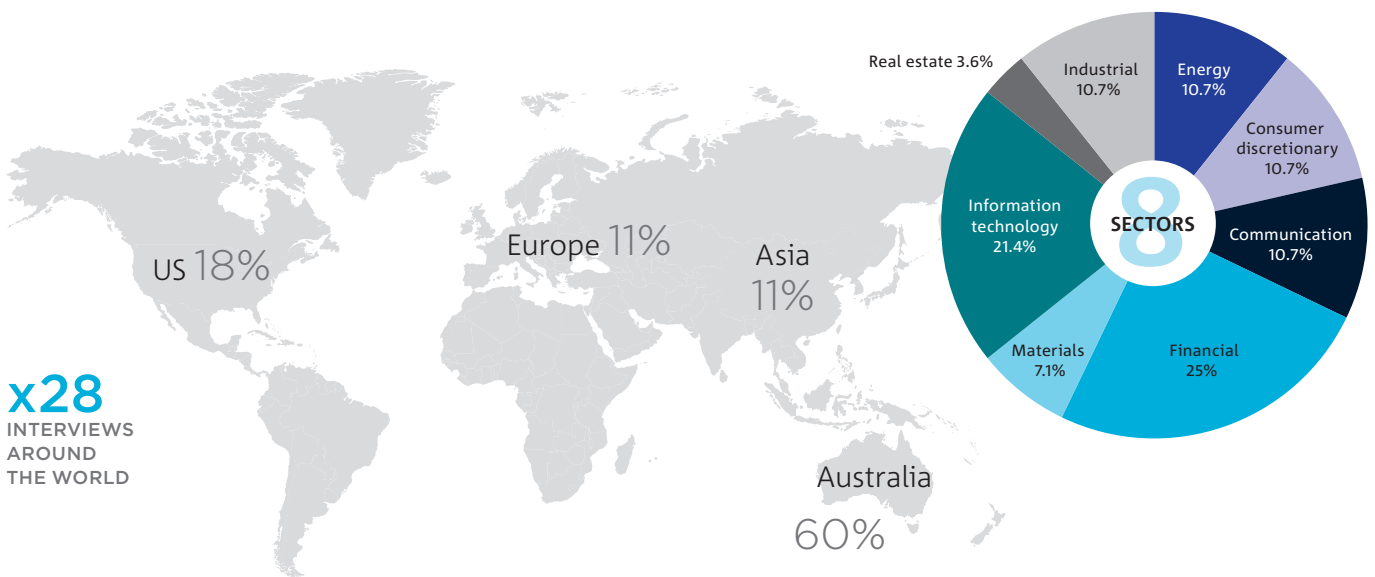 US 18%
Europe 11%
Asia
11%
Australia
60%
x28
INTERVIEWS
AROUND
THE WORLD
8
SECTORS
Energy
10.7%
Consumer
discretionary
10.7%
Communication
10.7%
Financial
25%
Materials
7.1%
Information
technology
21.4%
Real estate 3.6%
Industrial
10.7%